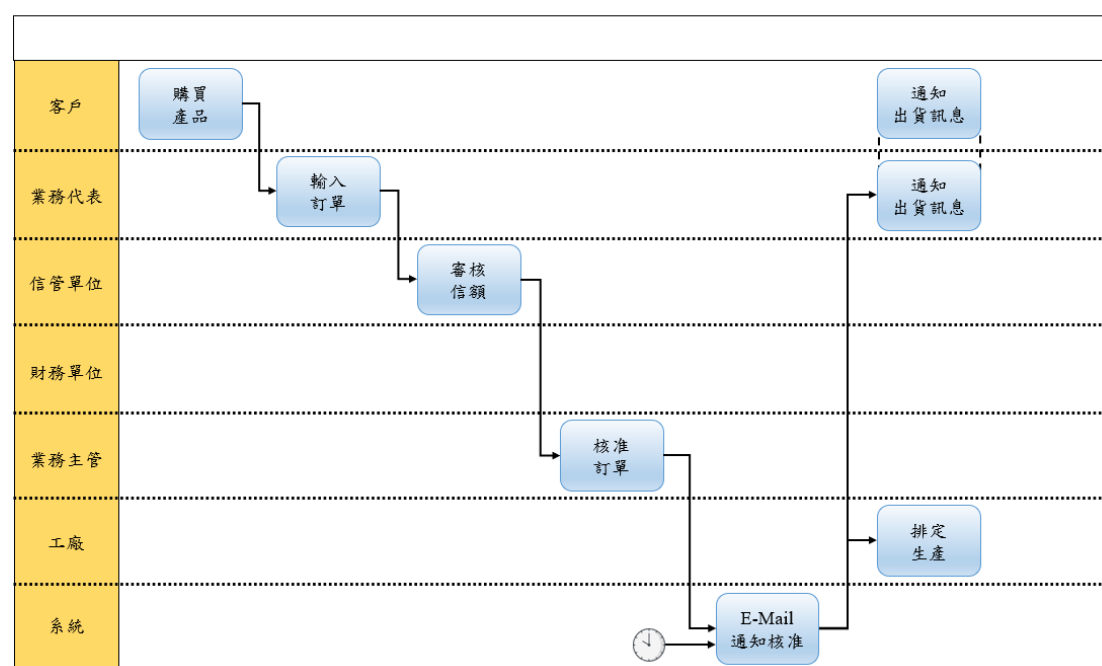 客戶
購買
產品
通知
出貨訊息
業務代表
輸入
訂單
通知
出貨訊息
信管單位
審核
信額
財務單位
業務主管
核准
訂單
工廠
排定
生產
系統
E-Mail
通知核准